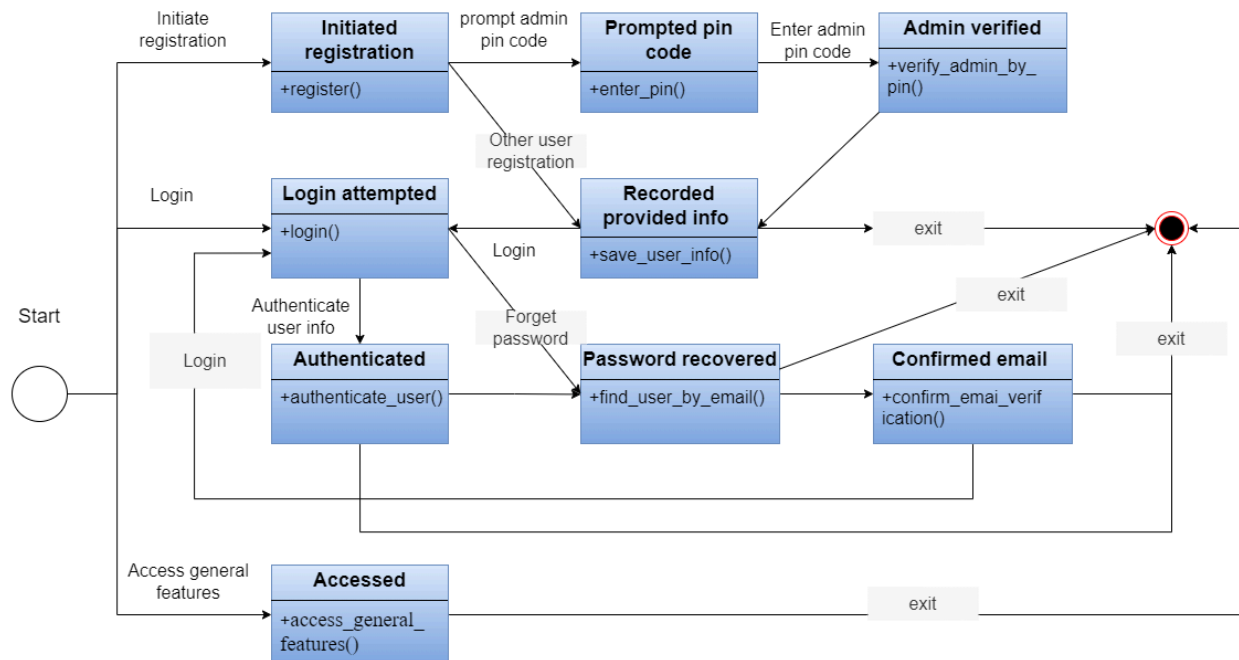 Initiate
registration
Initiated
registration
+register()
prompt admin
pin code
Prompted pin
code
+enter_pin()
Enter admin
pin code
Admin verified
+verify_admin_by_
pin()
Other user
registration
Login
Login attempted
+login()
Login
Recorded
provided info
+save_user_info()
exit
Start
Authenticate
user info
Forget
password
exit
exit
Login
Authenticated
+authenticate_user()
Password recovered
+find_user_by_email()
Confirmed email
+confirm_emai_verif
ication()
Access general
features
Accessed
+access_general_
features()
exit